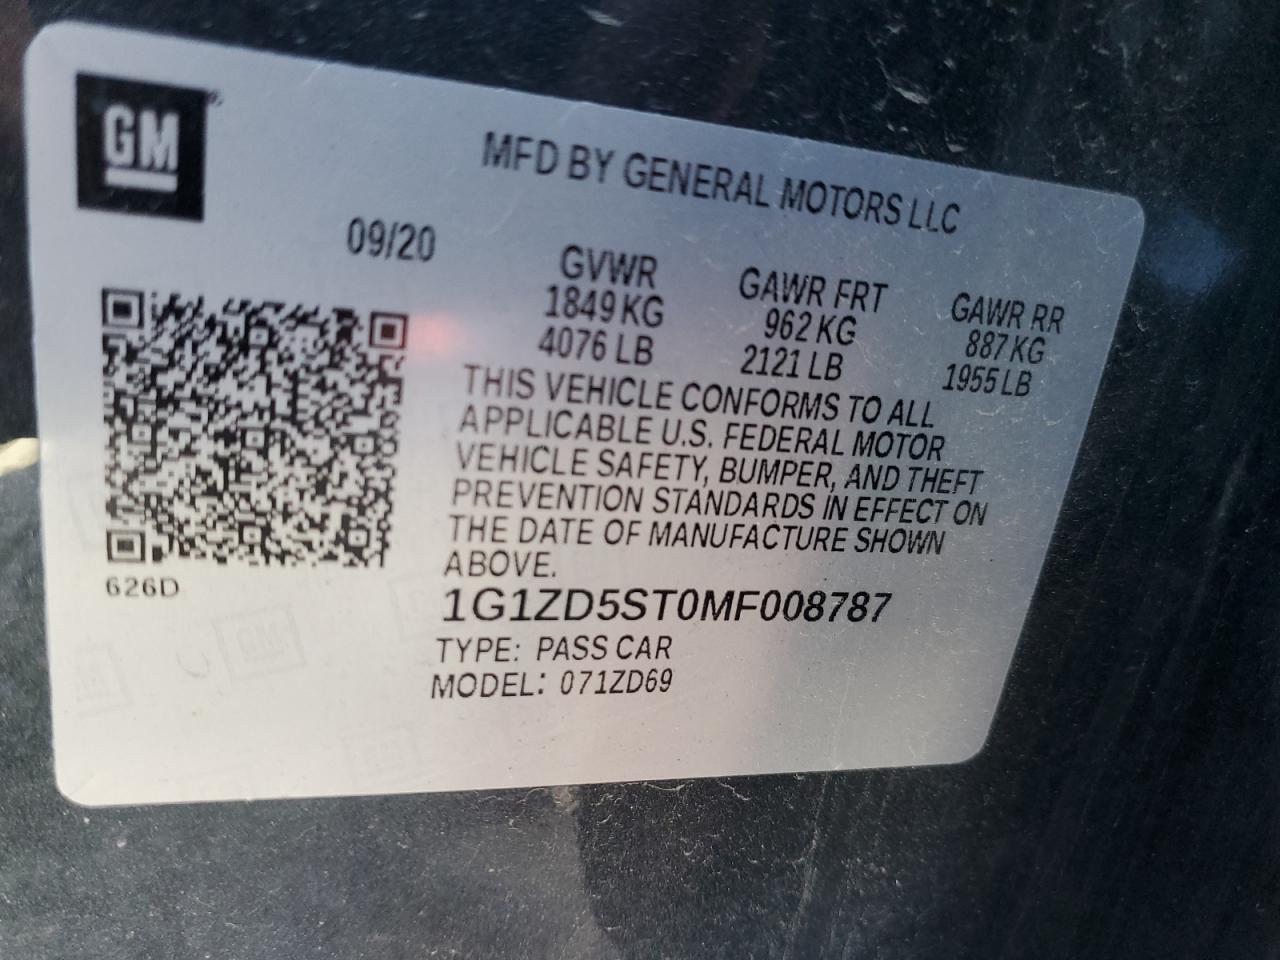 GM
MFD BY GENERAL MOTORS LLC
09/20
GVWR
1849 KG
4076 LB
GAWR FRT
962 KG
2121 LB
GAWR RR
887 KG
1955 LB
THIS VEHICLE CONFORMS TO ALL
APPLICABLE U.S. FEDERAL MOTOR
VEHICLE SAFETY, BUMPER, AND THEFT
PREVENTION STANDARDS IN EFFECT ON
THE DATE OF MANUFACTURE SHOWN
ABOVE.
626D
1G1ZD5ST0MF008787
TYPE: PASS CAR
MODEL: 071ZD69